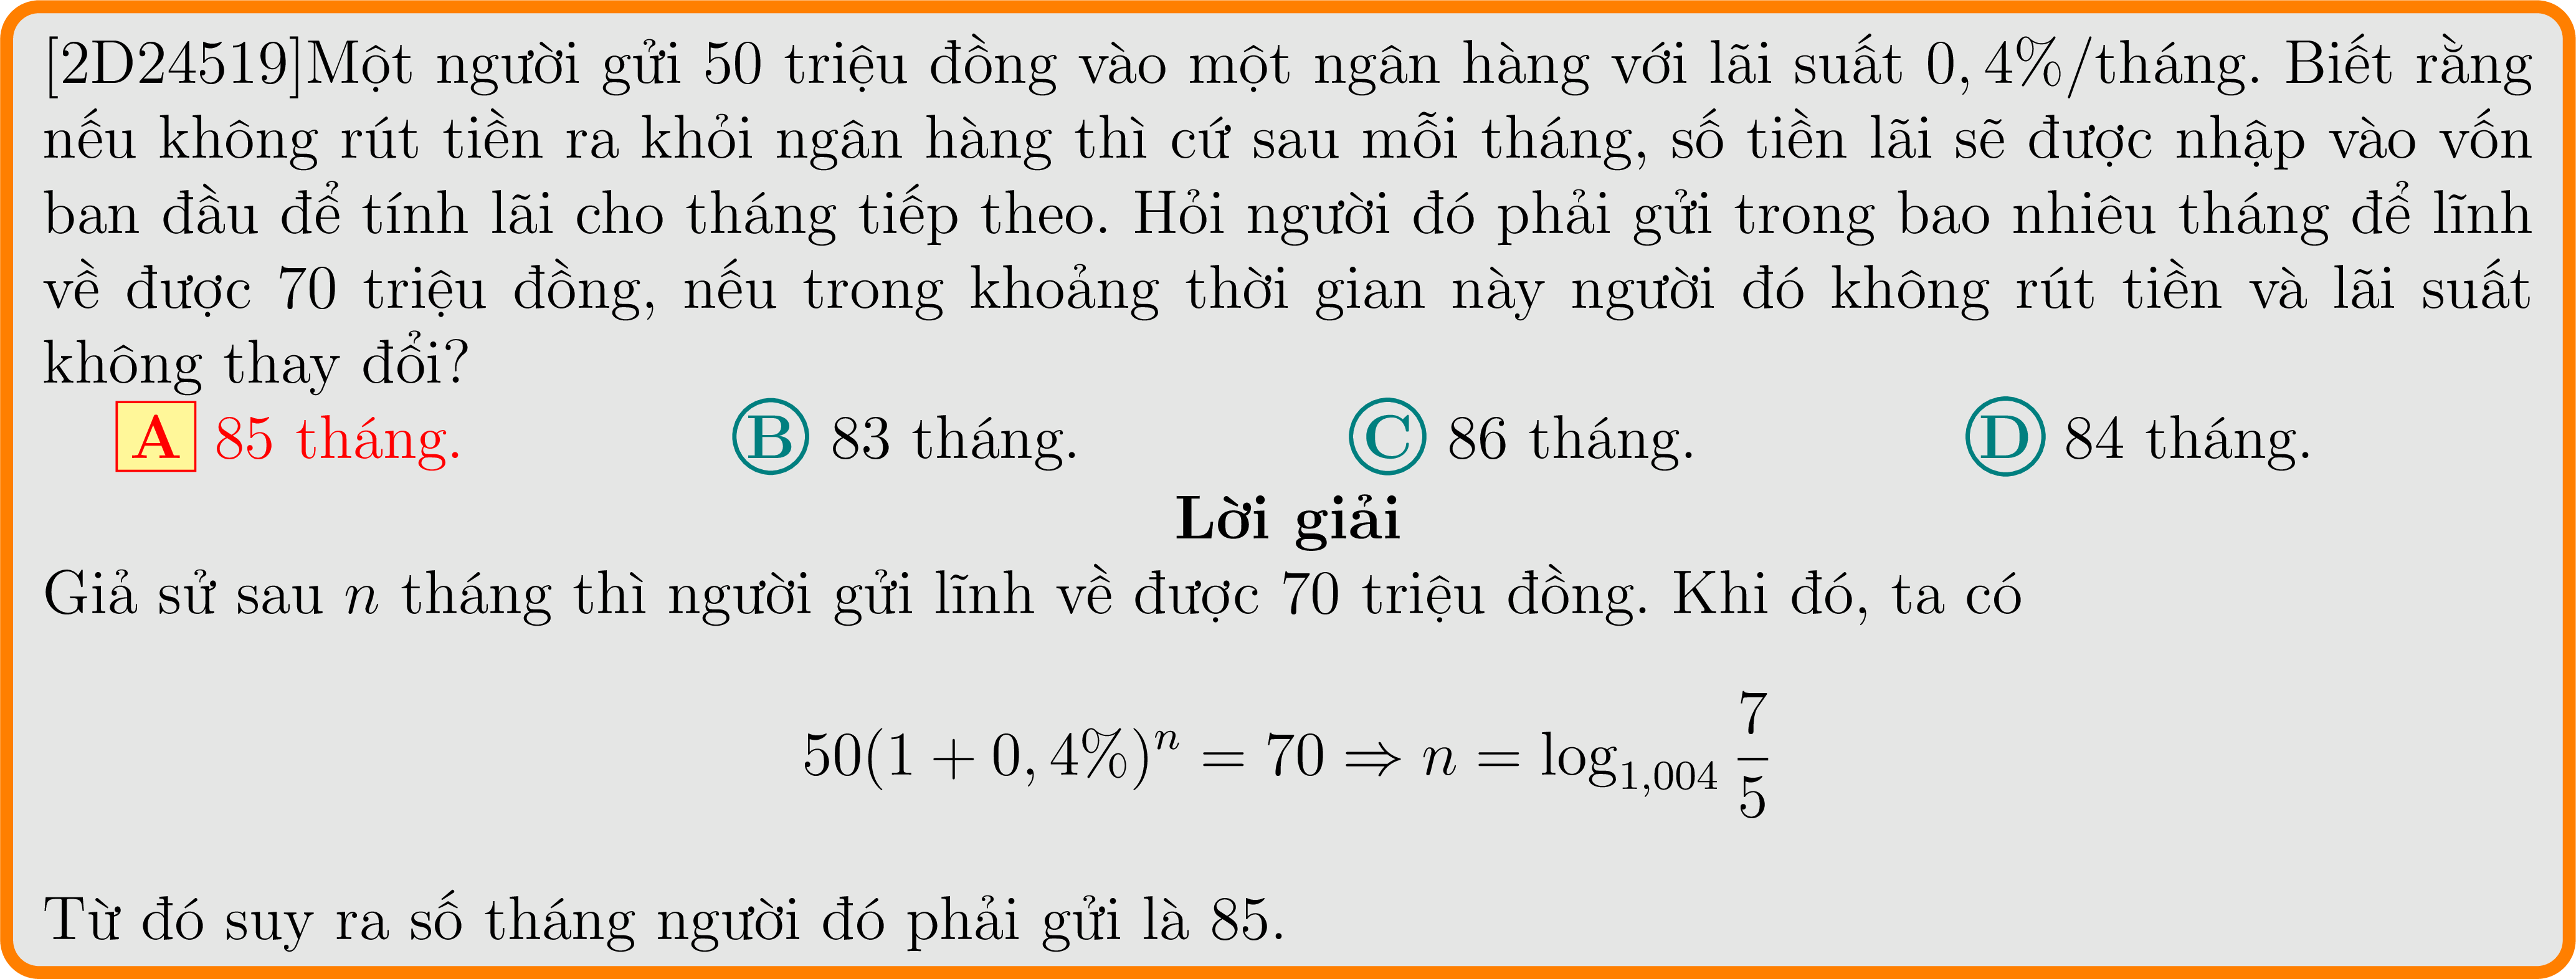 [2D24519]Một người gửi 50 triệu đồng vào một ngân hàng với lãi suất 0, 4%/tháng. Biết rằng
nếu không rút tiền ra khỏi ngân hàng thì cứ sau mỗi tháng, số tiền lãi sẽ được nhập vào vốn
ban đầu để tính lãi cho tháng tiếp theo. Hỏi người đó phải gửi trong bao nhiêu tháng để lĩnh
về được 70 triệu đồng, nếu trong khoảng thời gian này người đó không rút tiền và lãi suất
không thay đổi?
A 85 tháng. B 83 tháng. C 86 tháng. D 84 tháng.
Lời giải
Giả sử sau n tháng thì người gửi lĩnh về được 70 triệu đồng. Khi đó, ta có
50(1 + 0, 4%)^n = 70 ⇒ n = log_{1,004} 7/5
Từ đó suy ra số tháng người đó phải gửi là 85.